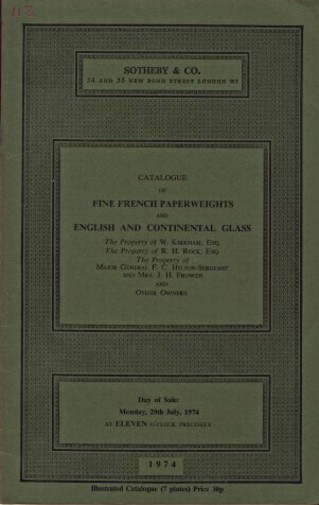 113.
SOTHEBY & CO.
34 AND 35 NEW BOND STREET LONDON W1
CATALOGUE
OF
FINE FRENCH PAPERWEIGHTS
AND
ENGLISH AND CONTINENTAL GLASS
The Property of W. KIRKHAM, ESQ.
The Property of R. H. ROCK, ESQ.
The Property of
MAJOR GENERAL F. C. HILTON-SERGEANT
AND MRS. J. H. FROWEN
AND
OTHER OWNERS
Day of Sale:
Monday, 29th July, 1974
AT ELEVEN O'CLOCK PRECISELY
1974
Illustrated Catalogue (7 plates) Price 30p